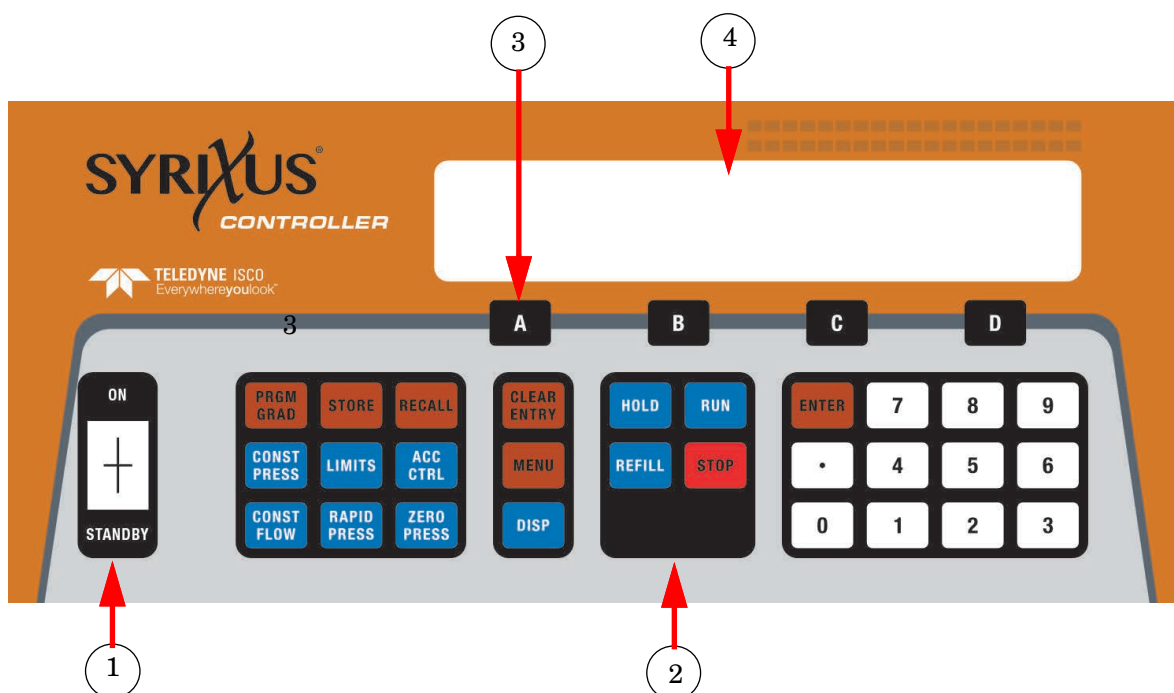 3
4
SYRIXUS®
CONTROLLER
TELEDYNE ISCO
Everywhereyoulook™
3
A
B
C
D
ON
STANDBY
PRGM GRAD
STORE
RECALL
CONST PRESS
LIMITS
ACC CTRL
CONST FLOW
RAPID PRESS
ZERO PRESS
CLEAR ENTRY
MENU
DISP
HOLD
RUN
REFILL
STOP
ENTER
7
8
9
.
4
5
6
0
1
2
3
1
2